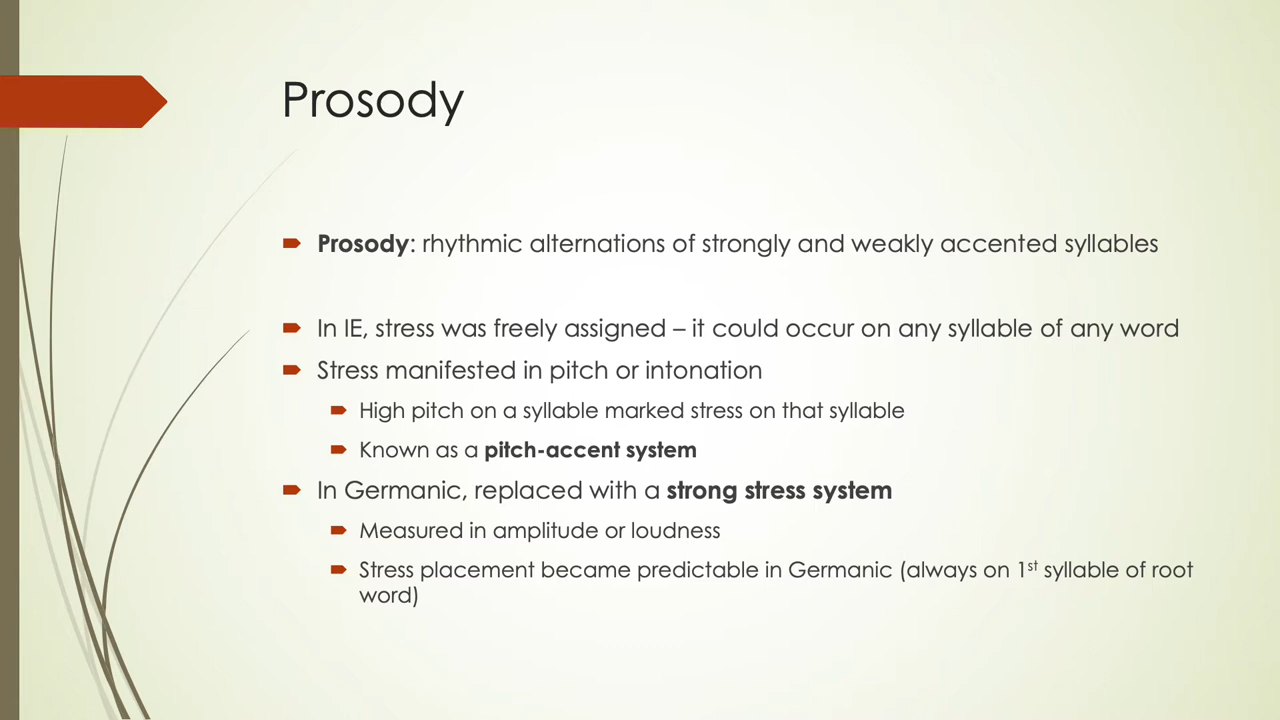 Prosody
Prosody: rhythmic alternations of strongly and weakly accented syllables
In IE, stress was freely assigned – it could occur on any syllable of any word
Stress manifested in pitch or intonation
High pitch on a syllable marked stress on that syllable
Known as a pitch-accent system
In Germanic, replaced with a strong stress system
Measured in amplitude or loudness
Stress placement became predictable in Germanic (always on 1st syllable of root
word)